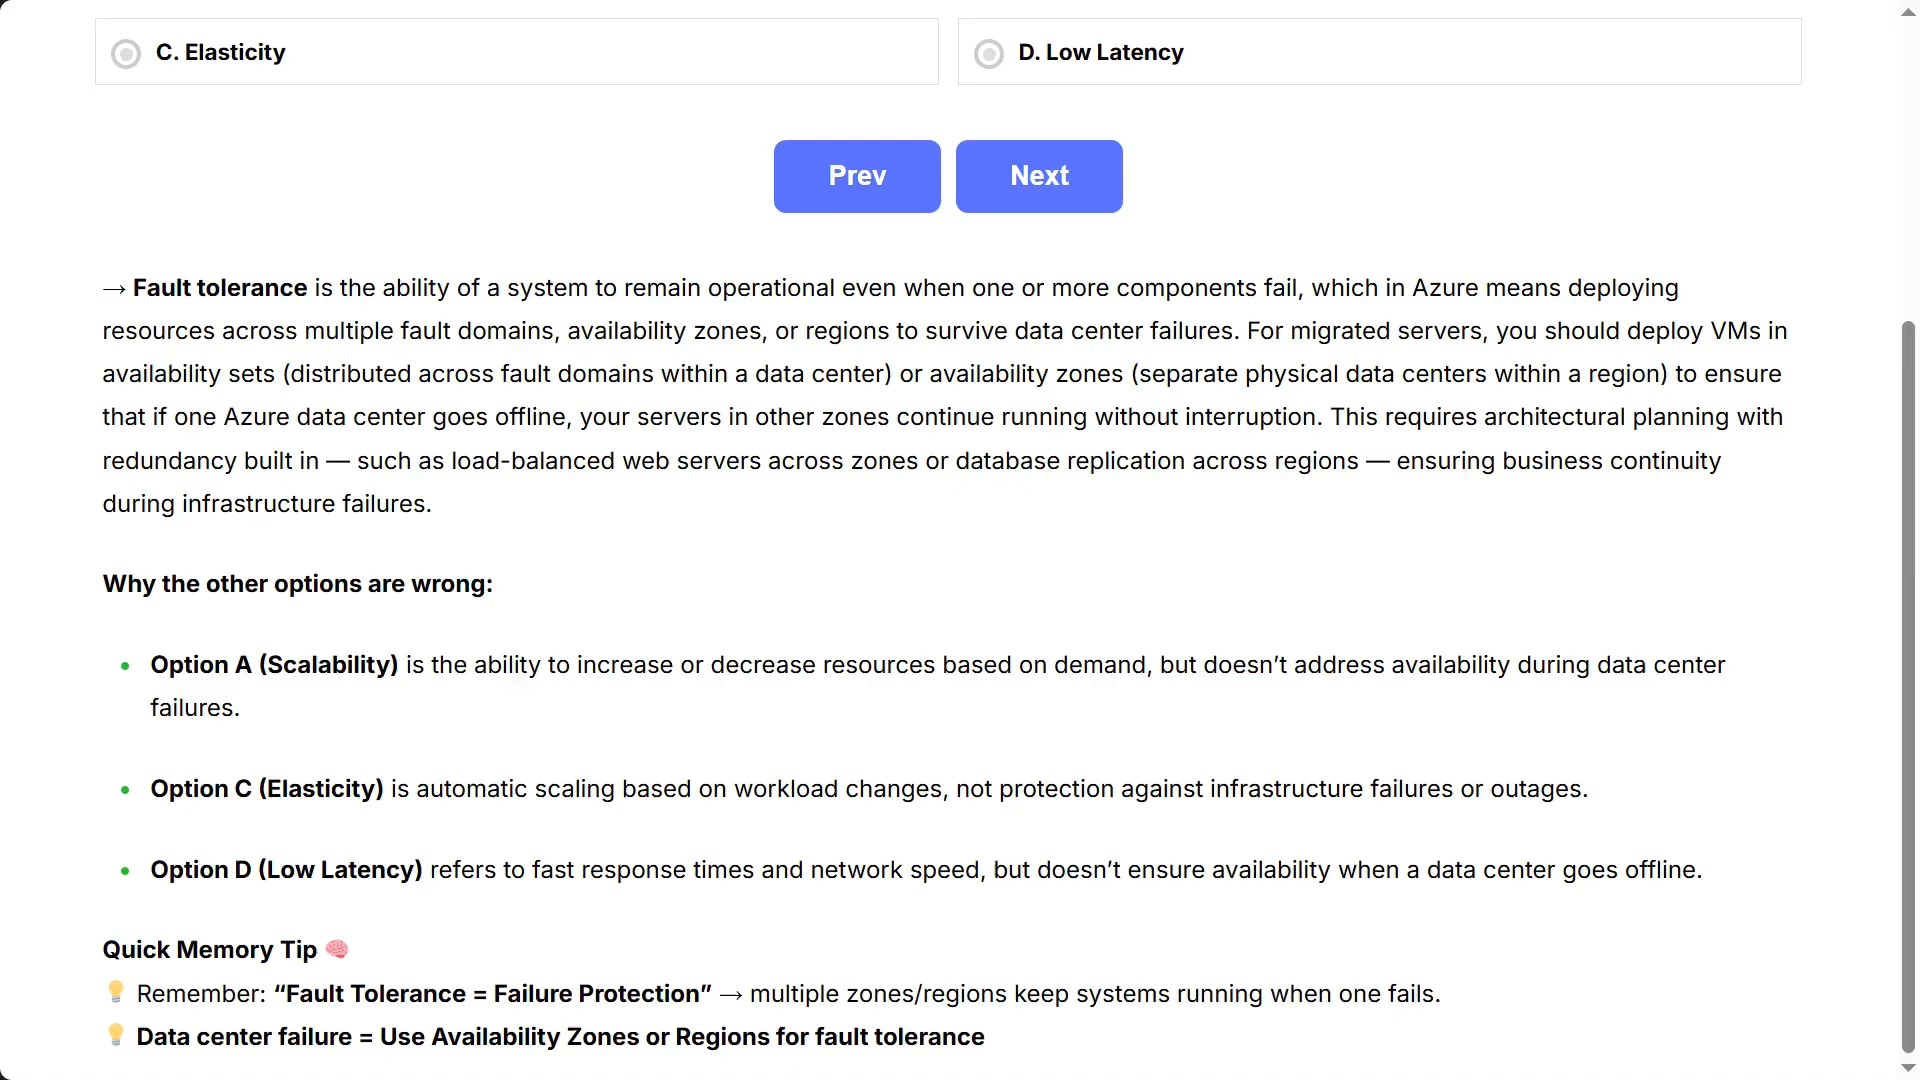 C. Elasticity
D. Low Latency
Prev
Next
→ Fault tolerance is the ability of a system to remain operational even when one or more components fail, which in Azure means deploying
resources across multiple fault domains, availability zones, or regions to survive data center failures. For migrated servers, you should deploy VMs in
availability sets (distributed across fault domains within a data center) or availability zones (separate physical data centers within a region) to ensure
that if one Azure data center goes offline, your servers in other zones continue running without interruption. This requires architectural planning with
redundancy built in — such as load-balanced web servers across zones or database replication across regions — ensuring business continuity
during infrastructure failures.
Why the other options are wrong:
• Option A (Scalability) is the ability to increase or decrease resources based on demand, but doesn’t address availability during data center
failures.
• Option C (Elasticity) is automatic scaling based on workload changes, not protection against infrastructure failures or outages.
• Option D (Low Latency) refers to fast response times and network speed, but doesn’t ensure availability when a data center goes offline.
Quick Memory Tip 🧠
💡 Remember: “Fault Tolerance = Failure Protection” → multiple zones/regions keep systems running when one fails.
💡 Data center failure = Use Availability Zones or Regions for fault tolerance